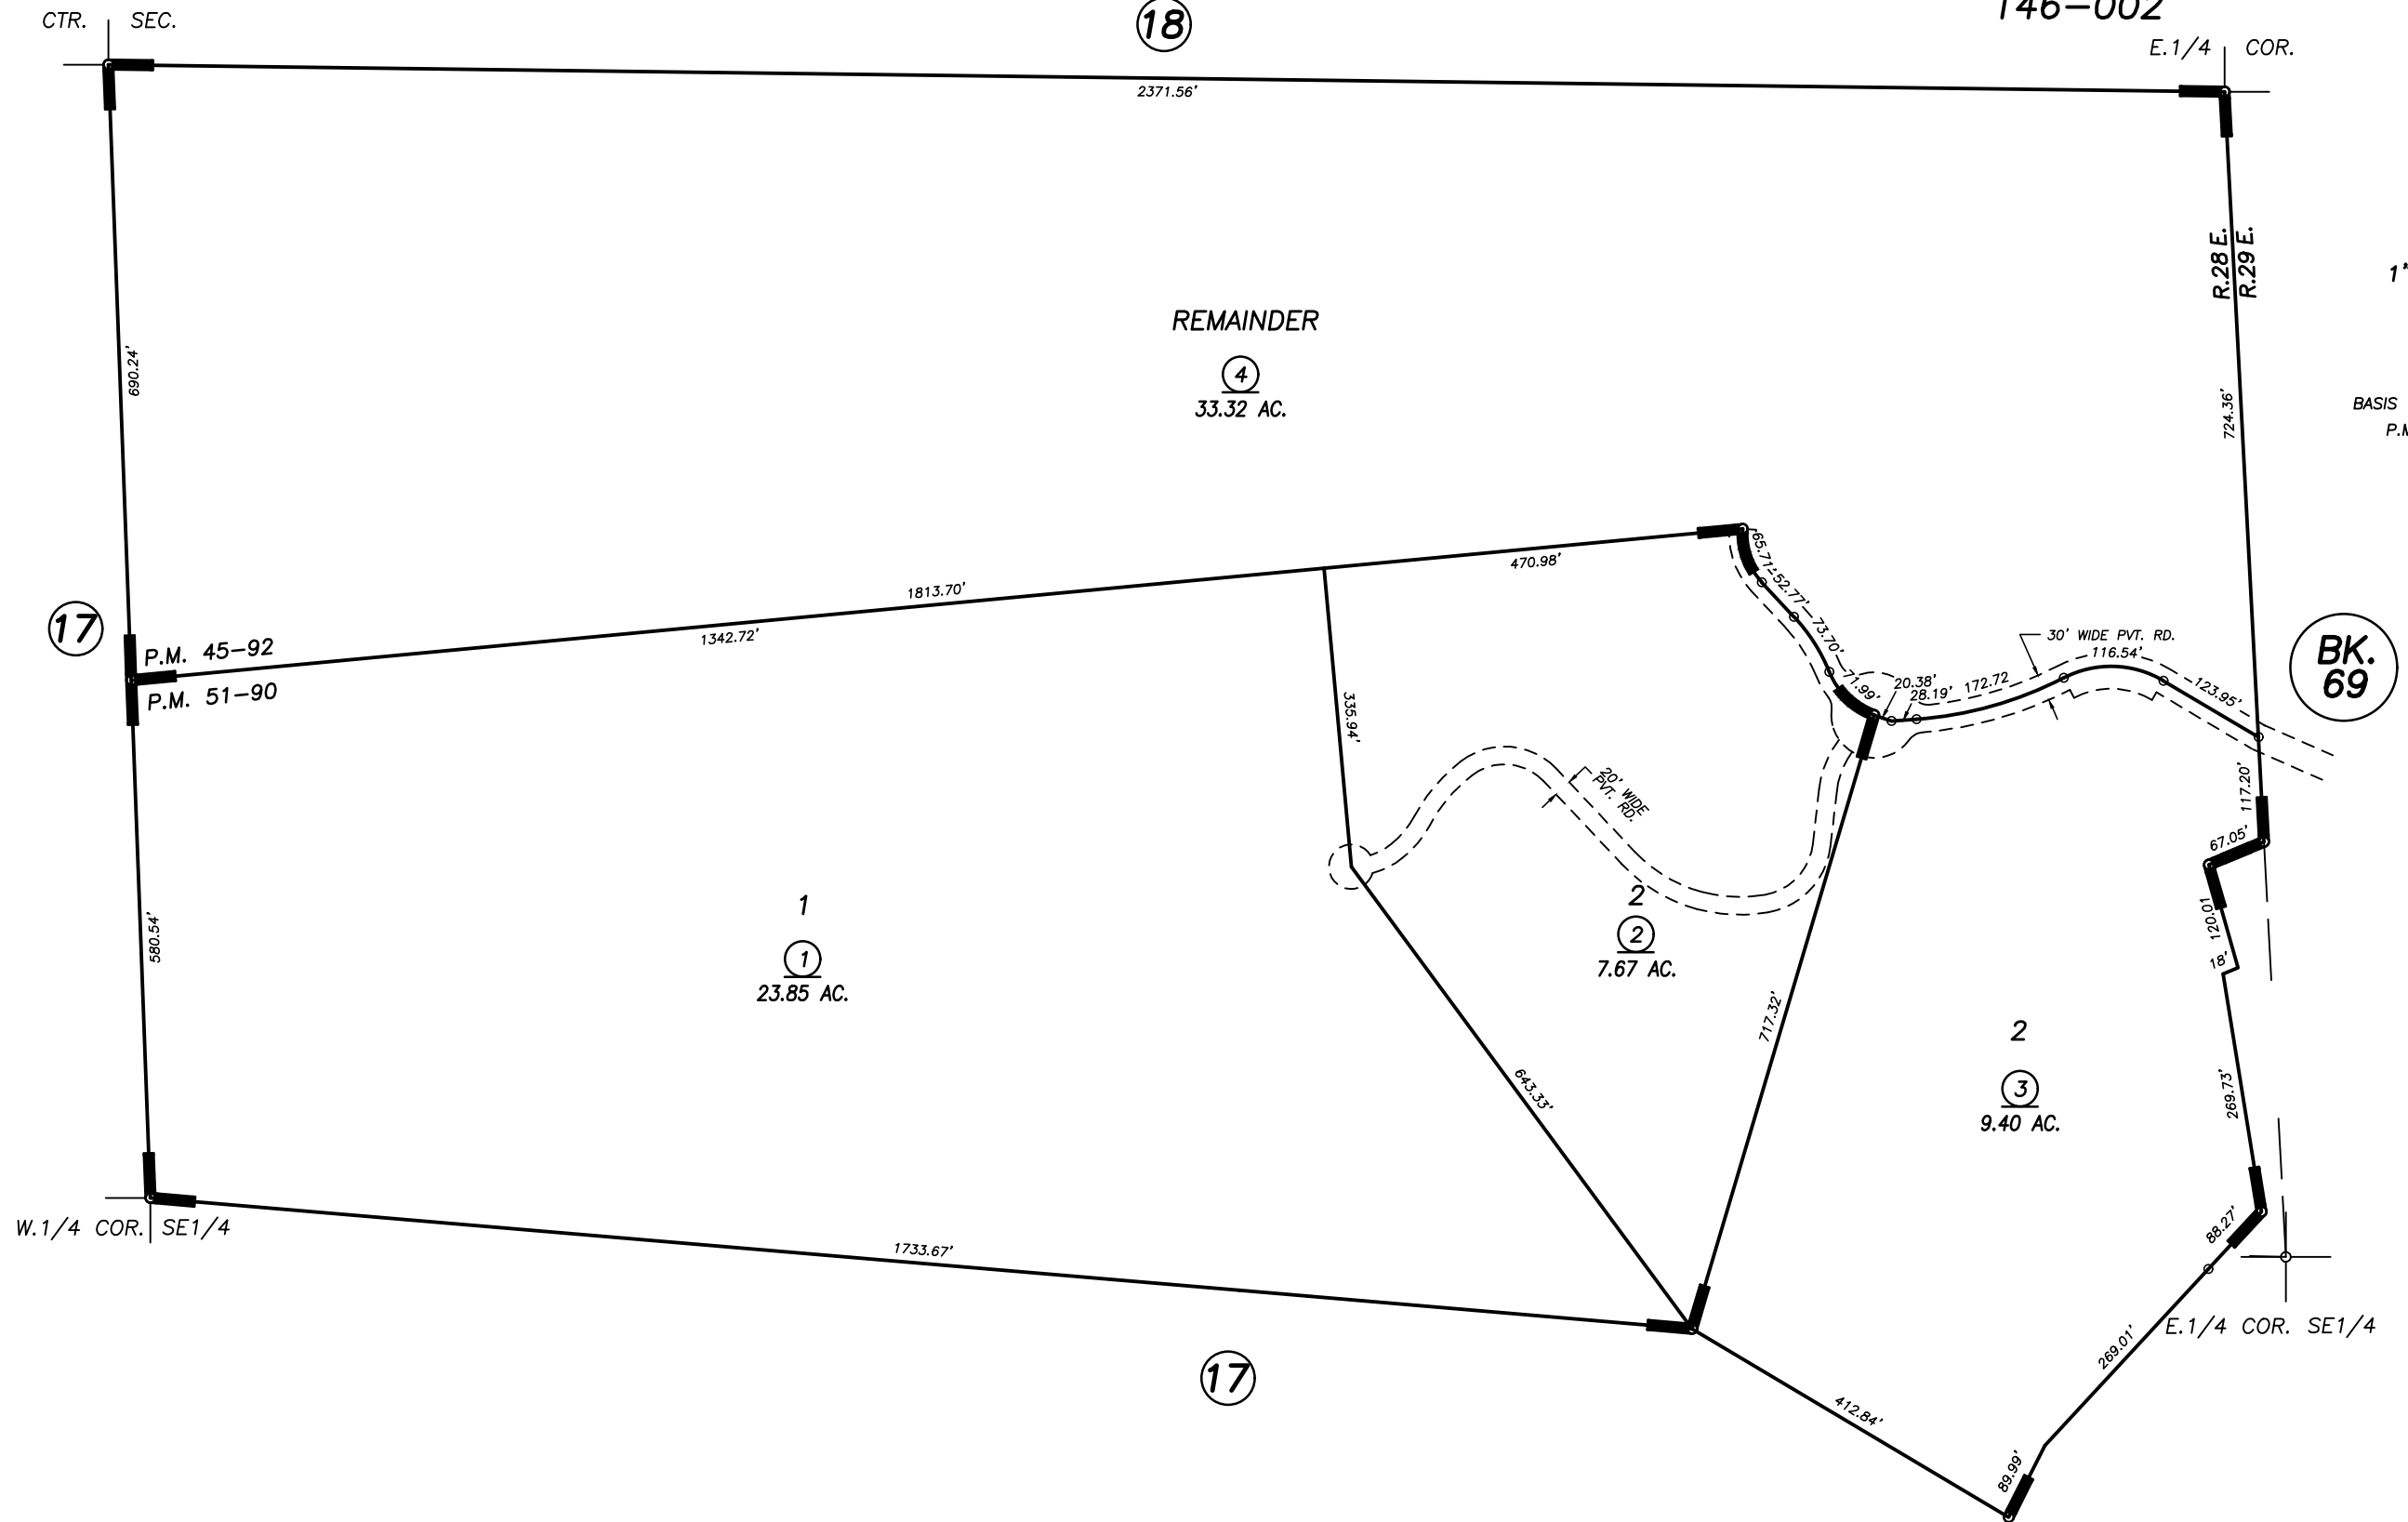 146-002
CTR. SEC.
18
E.1/4 COR.
2371.56'
R.28 E.
R.29 E.
1"
REMAINDER
4
33.32 AC.
690.24'
724.36'
BASIS
P.M
65.71'
52.77'
470.98'
1813.70'
1342.72'
73.70'
17
P.M. 45-92
P.M. 51-90
30' WIDE PVT. RD.
116.54'
BK.
69
71.99'
20.38'
28.19'
172.72
123.95'
335.94'
20' WIDE
PVT. RD.
117.20'
67.05'
1
1
23.85 AC.
2
2
7.67 AC.
580.54'
120.01
18'
717.32'
2
3
9.40 AC.
643.33'
269.73'
W.1/4 COR. SE1/4
1733.67'
88.27'
E.1/4 COR. SE1/4
269.01'
17
412.84'
89.99'